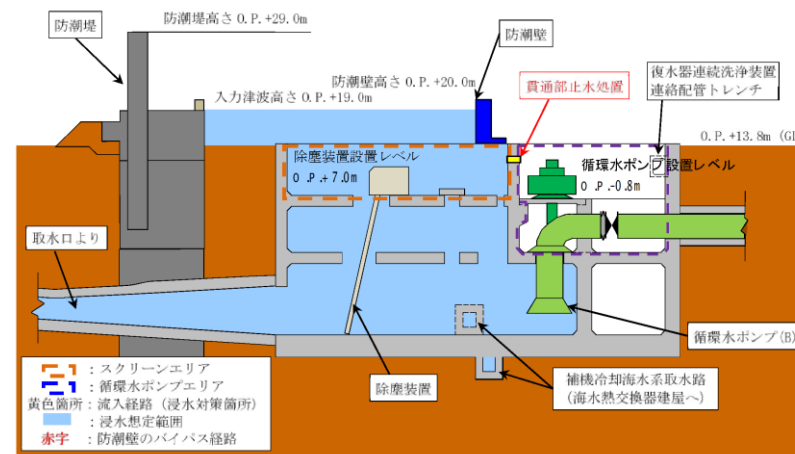 防潮堤高さ O.P.+29.0m
防潮堤
防潮壁
防潮壁高さ O.P.+20.0m
入力津波高さ O.P.+19.0m
貫通部止水処置
復水器連続洗浄装置
連絡配管トレンチ
O.P.+13.8m (GL
除塵装置設置レベル
O.P.+7.0m
循環水ポンプ設置レベル
O.P.-0.8m
取水口より
循環水ポンプ(B)
除塵装置
補機冷却海水系取水路
(海水熱交換器建屋へ)
:スクリーンエリア
:循環水ポンプエリア
黄色箇所:流入経路(浸水対策箇所)
:浸水想定範囲
赤字:防潮壁のバイパス経路